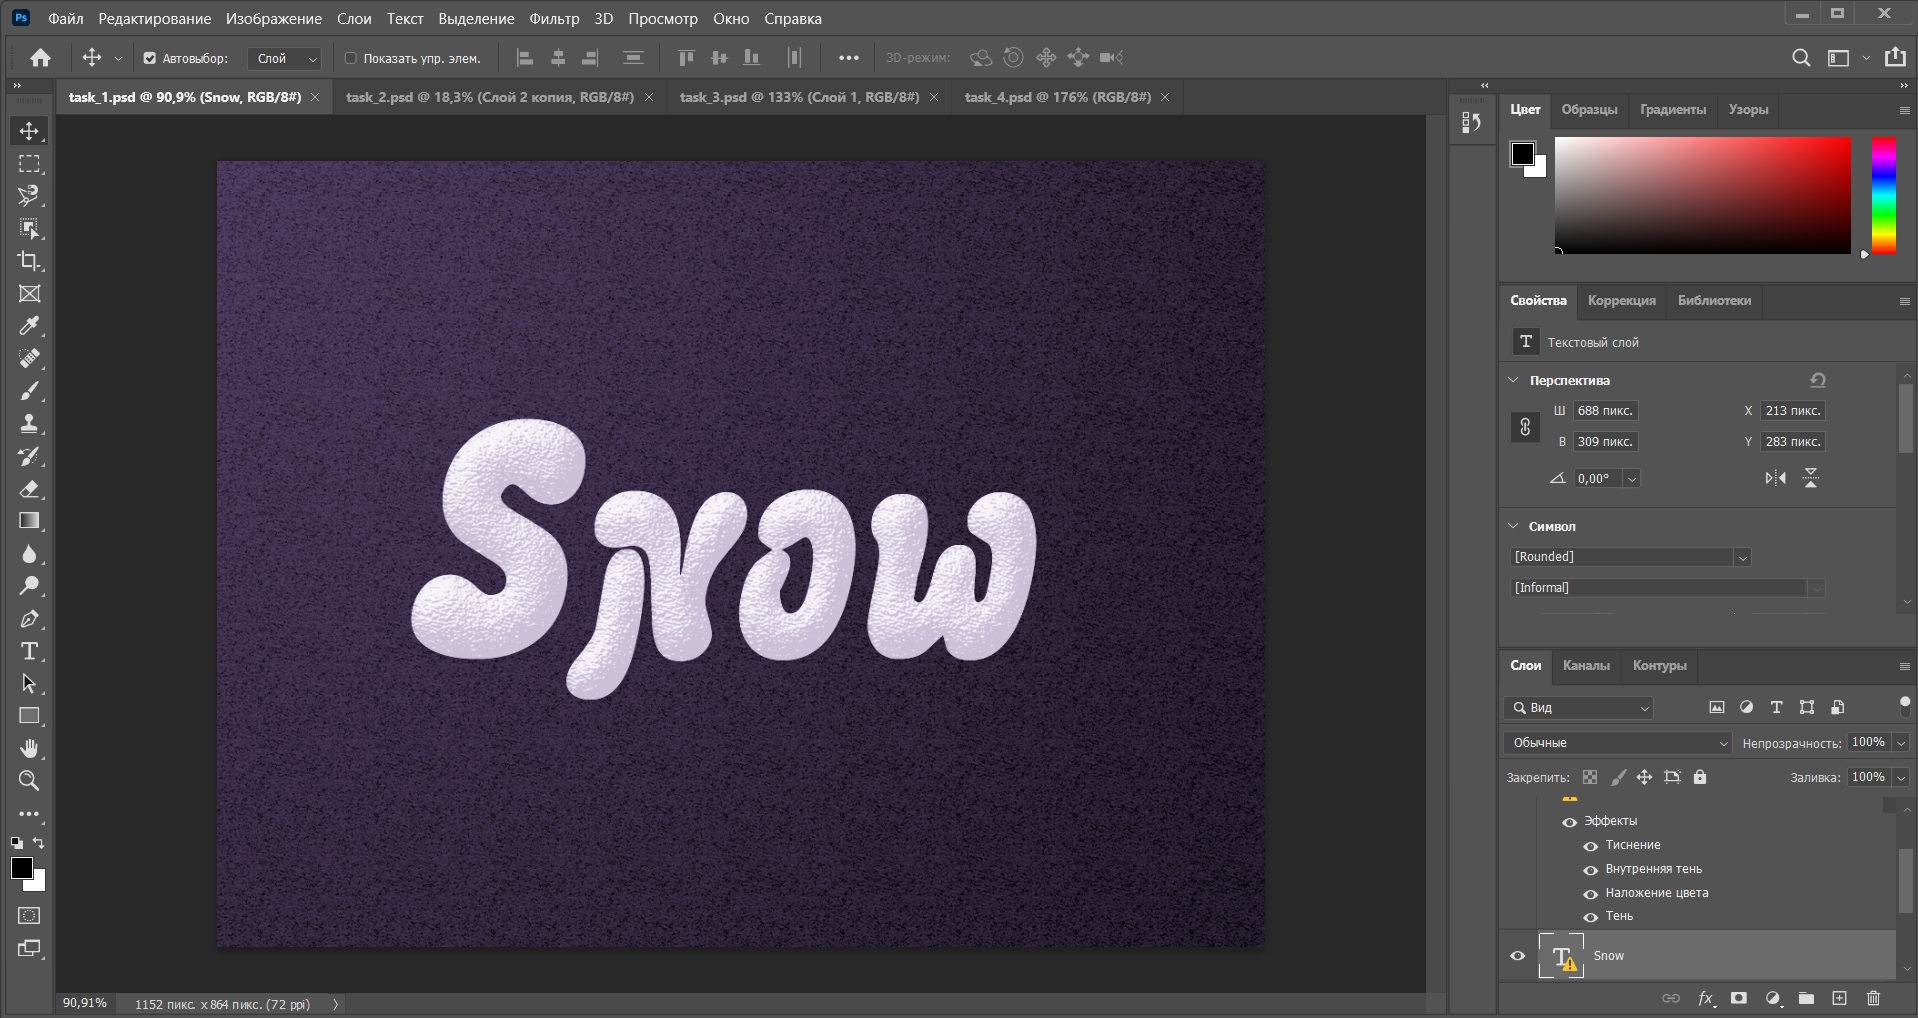 Ps Файл Редактирование Изображение Слои Текст Выделение Фильтр 3D Просмотр Окно Справка
Автовыбор: Слой Показать упр. элем. 3D-режим:
task_1.psd @ 90,9% (Snow, RGB/8#) task_2.psd @ 18,3% (Слой 2 копия, RGB/8#) task_3.psd @ 133% (Слой 1, RGB/8#) task_4.psd @ 176% (RGB/8#)
Цвет Образцы Градиенты Узоры
Свойства Коррекция Библиотеки
T Текстовый слой
Перспектива
Ш 688 пикс. X 213 пикс.
В 309 пикс. Y 283 пикс.
0,00°
Символ
[Rounded]
[Informal]
Snow
Слои Каналы Контуры
Вид
Обычные Непрозрачность: 100%
Закрепить: Заливка: 100%
Эффекты
Тиснение
Внутренняя тень
Наложение цвета
Тень
T Snow
fx
90,91% 1152 пикс. x 864 пикс. (72 ppi)